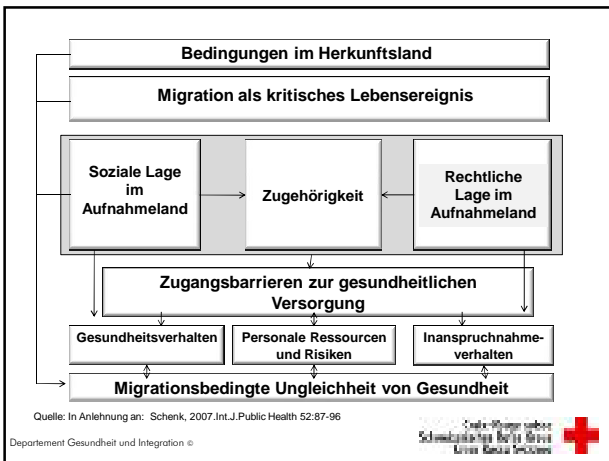 Bedingungen im Herkunftsland
Migration als kritisches Lebensereignis
Soziale Lage
im
Aufnahmeland
Zugehörigkeit
Rechtliche
Lage im
Aufnahmeland
Zugangsbarrieren zur gesundheitlichen
Versorgung
Gesundheitsverhalten
Personale Ressourcen
und Risiken
Inanspruchnahme-
verhalten
Migrationsbedingte Ungleichheit von Gesundheit
Quelle: In Anlehnung an: Schenk, 2007.Int.J.Public Health 52:87-96
Departement Gesundheit und Integration ©